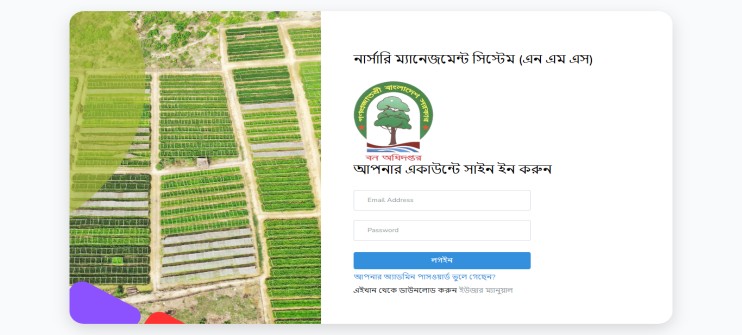 নার্সারি ম্যানেজমেন্ট সিস্টেম (এন এম এস)
গণপ্রজাতন্ত্রী বাংলাদেশ সরকার
বন অধিদপ্তর
আপনার একাউন্টে সাইন ইন করুন
Email Address
Password
লগইন
আপনার অ্যাডমিন পাসওয়ার্ড ভুলে গেছেন?
এইখান থেকে ডাউনলোড করুন ইউজার ম্যানুয়াল